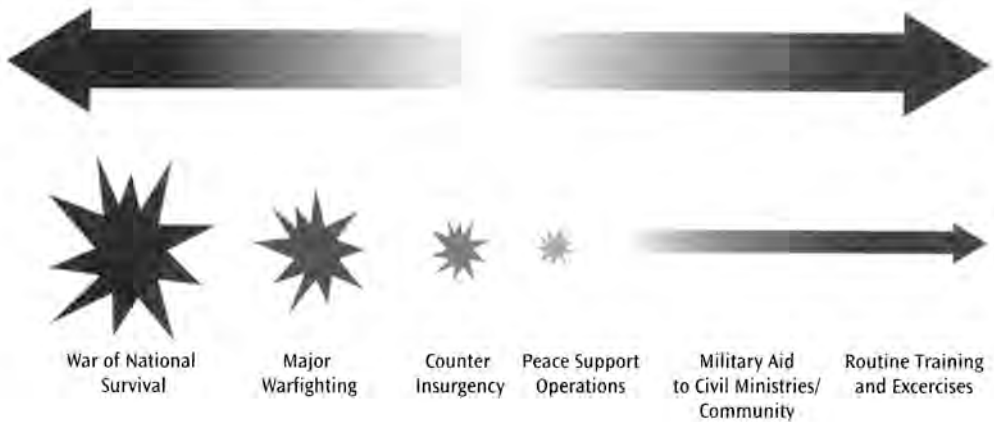 War of National
Survival
Major
Warfighting
Counter
Insurgency
Peace Support
Operations
Military Aid
to Civil Ministries/
Community
Routine Training
and Excercises